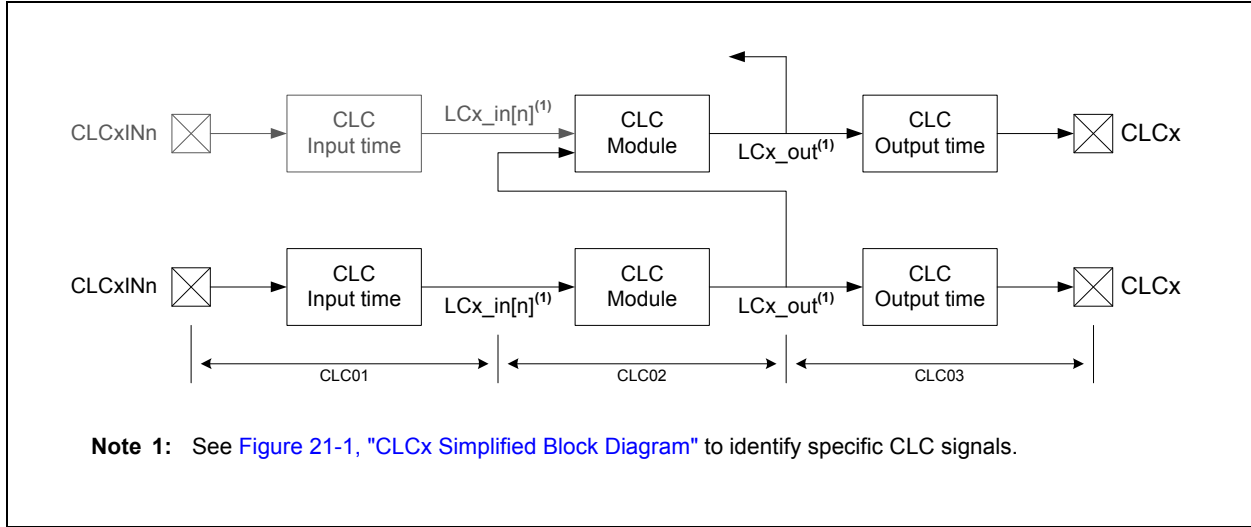 CLCxINn
CLC
Input time
LCx_in[n](1)
CLC
Module
LCx_out(1)
CLC
Output time
CLCx
CLCxINn
CLC
Input time
LCx_in[n](1)
CLC
Module
LCx_out(1)
CLC
Output time
CLCx
CLC01
CLC02
CLC03
Note 1: See Figure 21-1, "CLCx Simplified Block Diagram" to identify specific CLC signals.